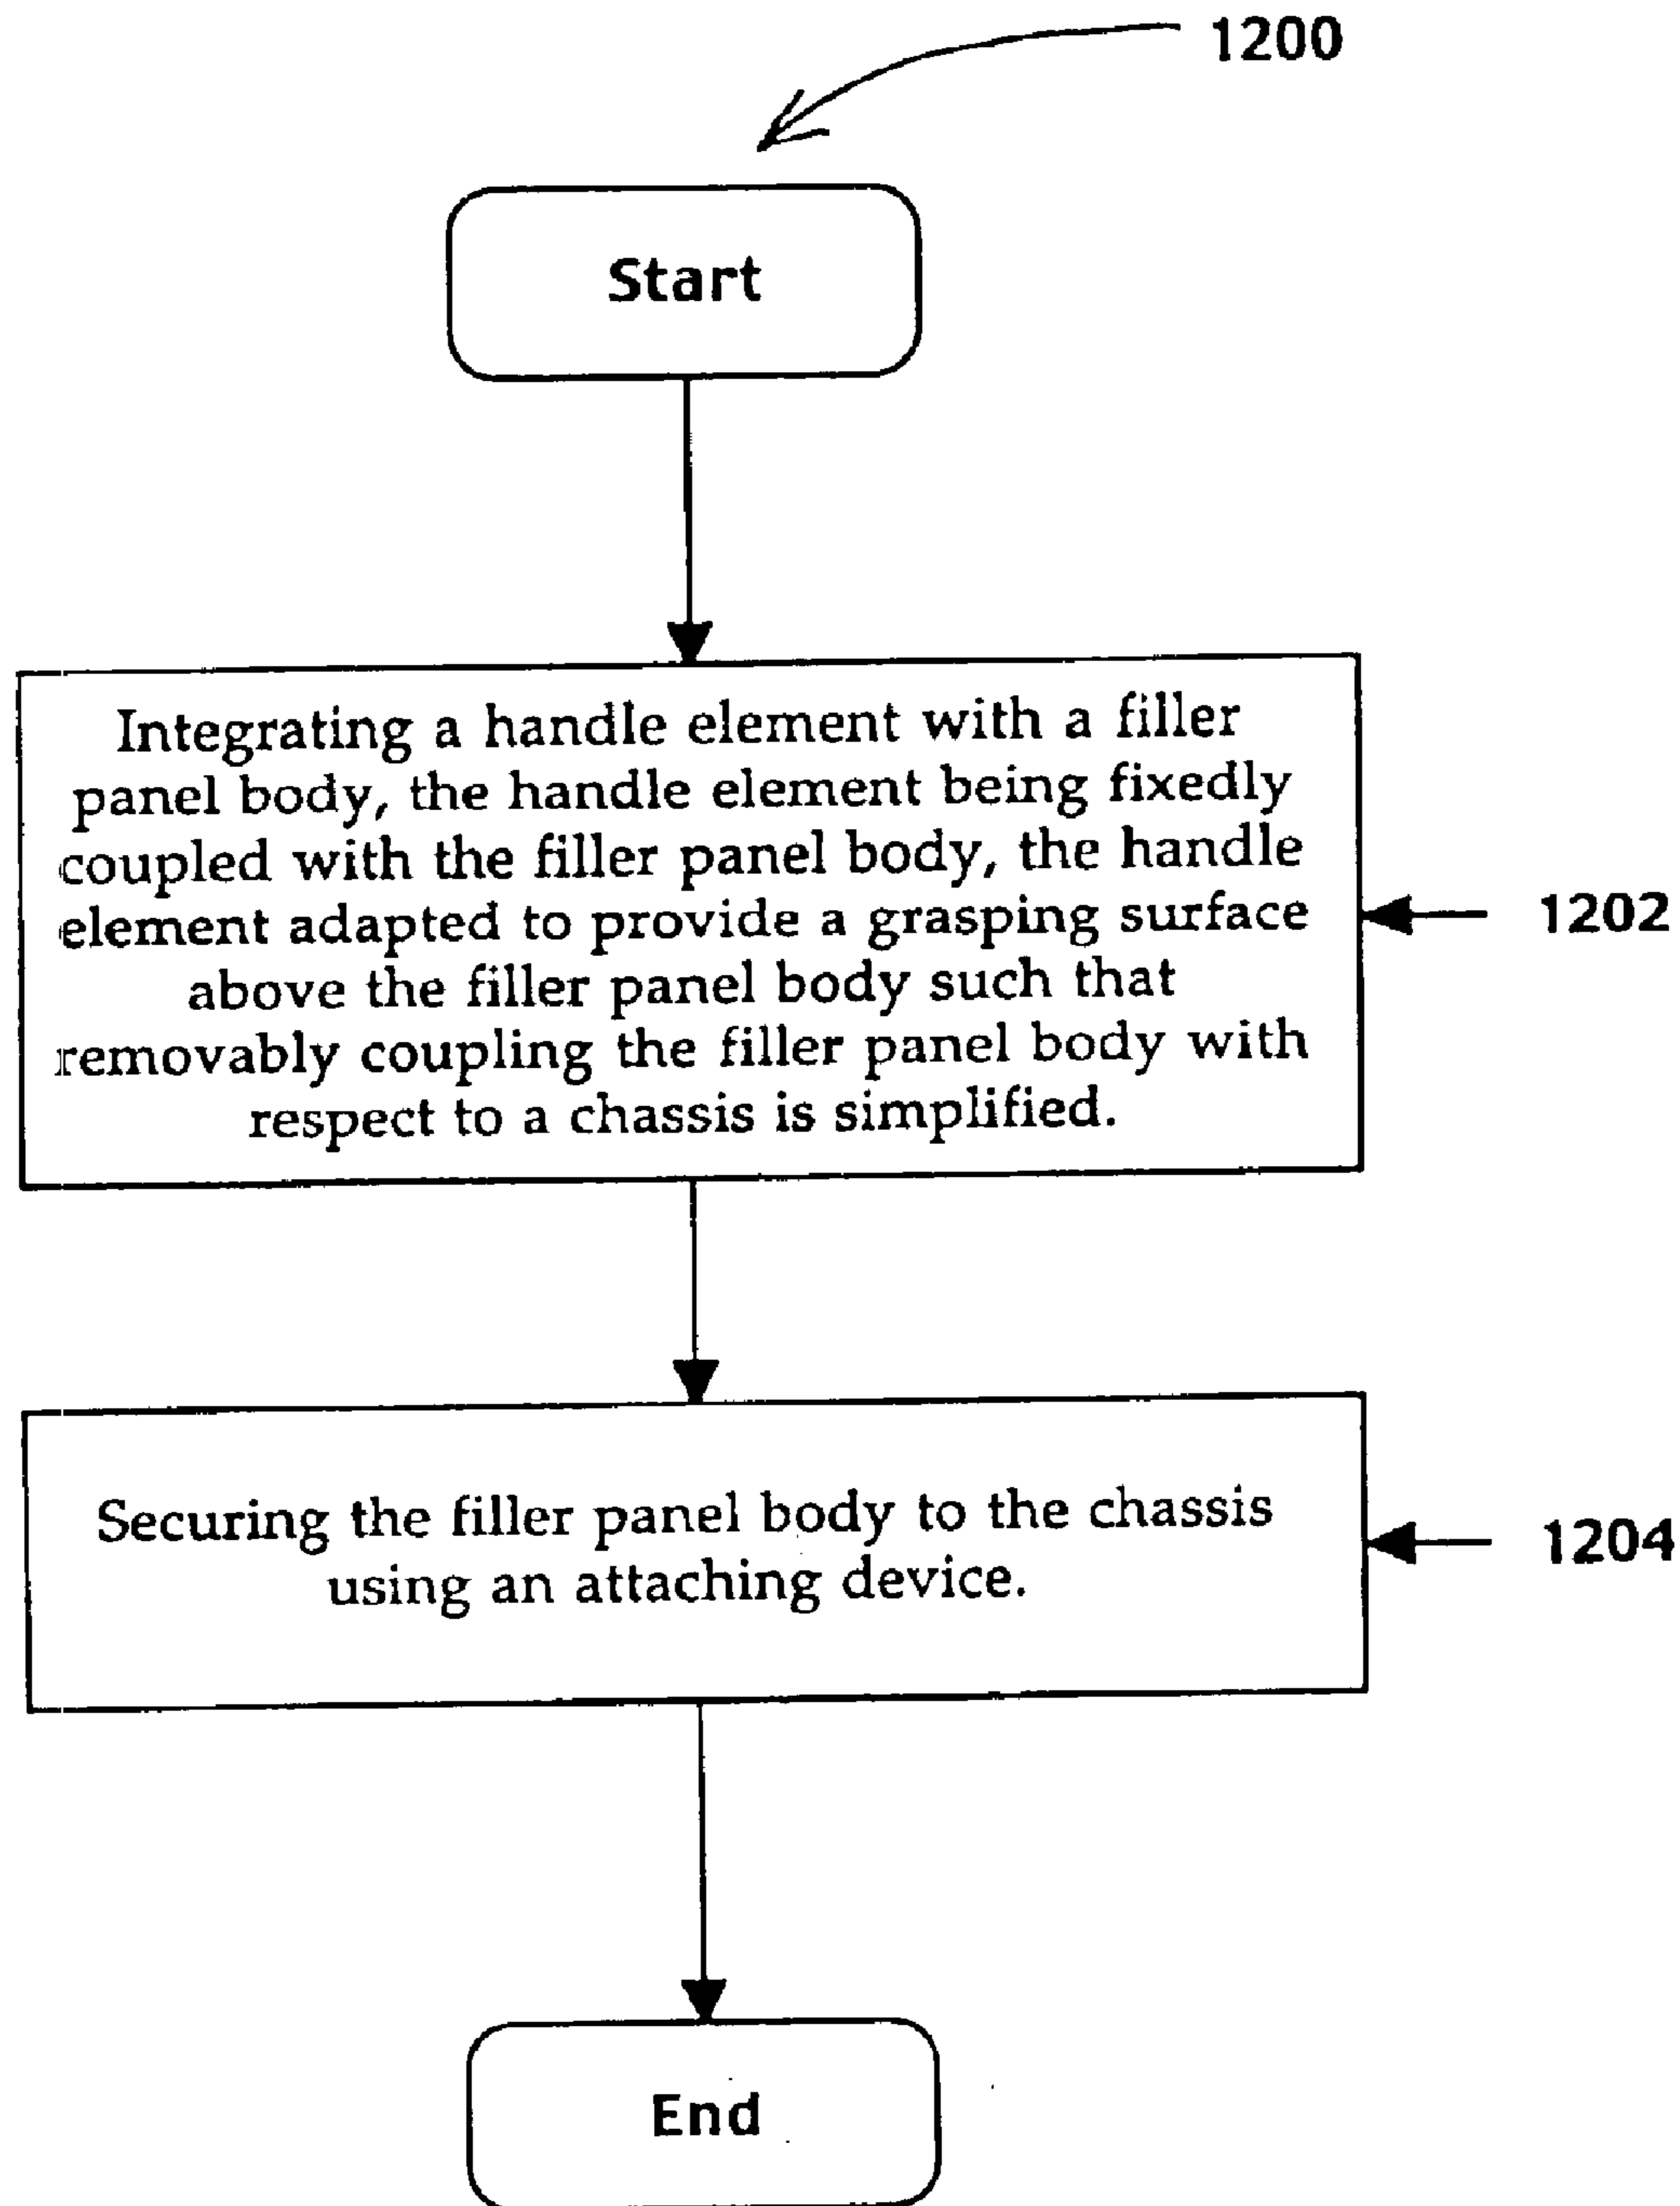 1200
Start
Integrating a handle element with a filler
panel body, the handle element being fixedly
coupled with the filler panel body, the handle
element adapted to provide a grasping surface
above the filler panel body such that
removably coupling the filler panel body with
respect to a chassis is simplified.
1202
Securing the filler panel body to the chassis
using an attaching device.
1204
End